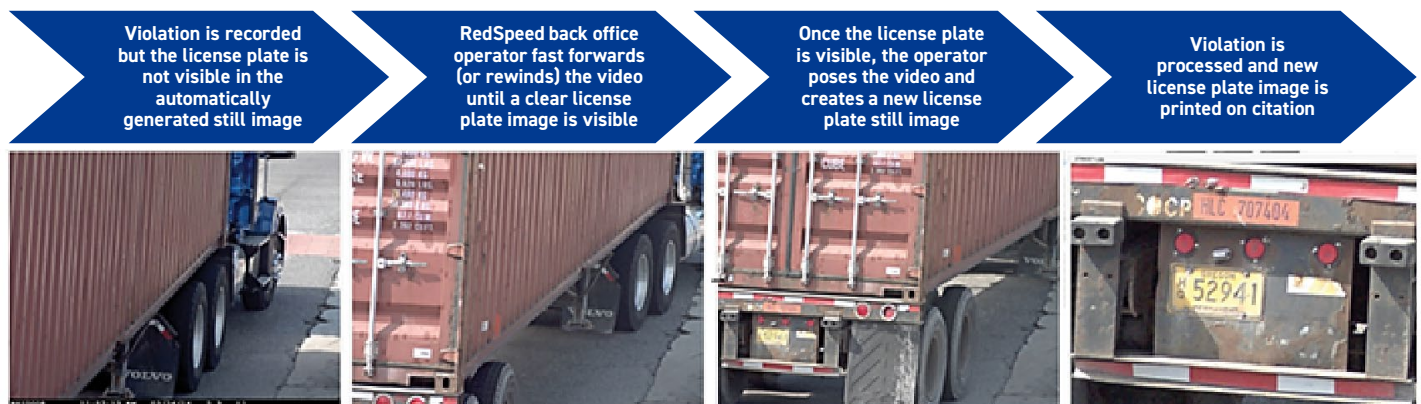 Violation is recorded
but the license plate is
not visible in the
automatically
generated still image
RedSpeed back office
operator fast forwards
(or rewinds) the video
until a clear license
plate image is visible
Once the license plate
is visible, the operator
poses the video and
creates a new license
plate still image
Violation is
processed and new
license plate image is
printed on citation
VOLVO
CUBE
HLC 707404
52941